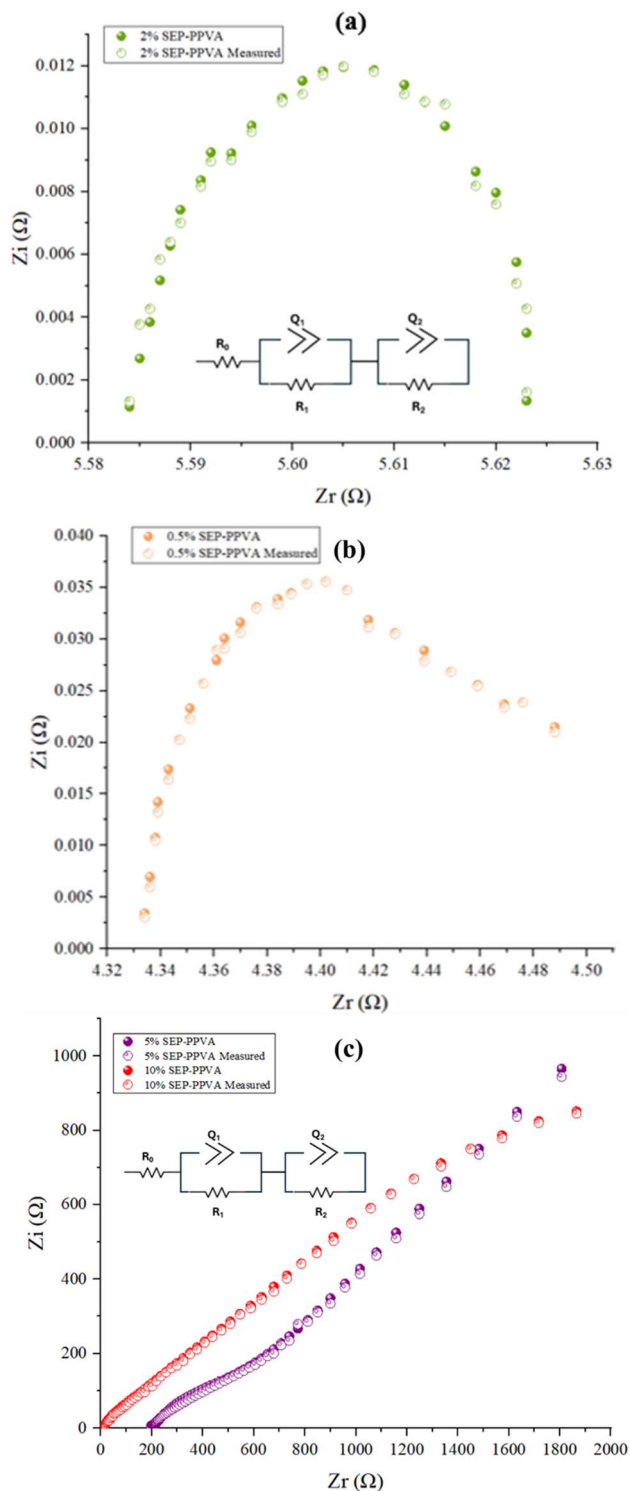 (a)
2% SEP-PPVA
2% SEP-PPVA Measured
0.012
0.010
0.008
0.006
0.004
0.002
0.000
Zi (Ω)
R₀
Q₁
R₁
Q₂
R₂
5.58
5.59
5.60
5.61
5.62
5.63
Zr (Ω)
(b)
0.5% SEP-PPVA
0.5% SEP-PPVA Measured
0.040
0.035
0.030
0.025
0.020
0.015
0.010
0.005
0.000
Zi (Ω)
4.32
4.34
4.36
4.38
4.40
4.42
4.44
4.46
4.48
4.50
Zr (Ω)
(c)
5% SEP-PPVA
5% SEP-PPVA Measured
10% SEP-PPVA
10% SEP-PPVA Measured
1000
800
600
400
200
0
Zi (Ω)
R₀
Q₁
R₁
Q₂
R₂
0
200
400
600
800
1000
1200
1400
1600
1800
2000
Zr (Ω)